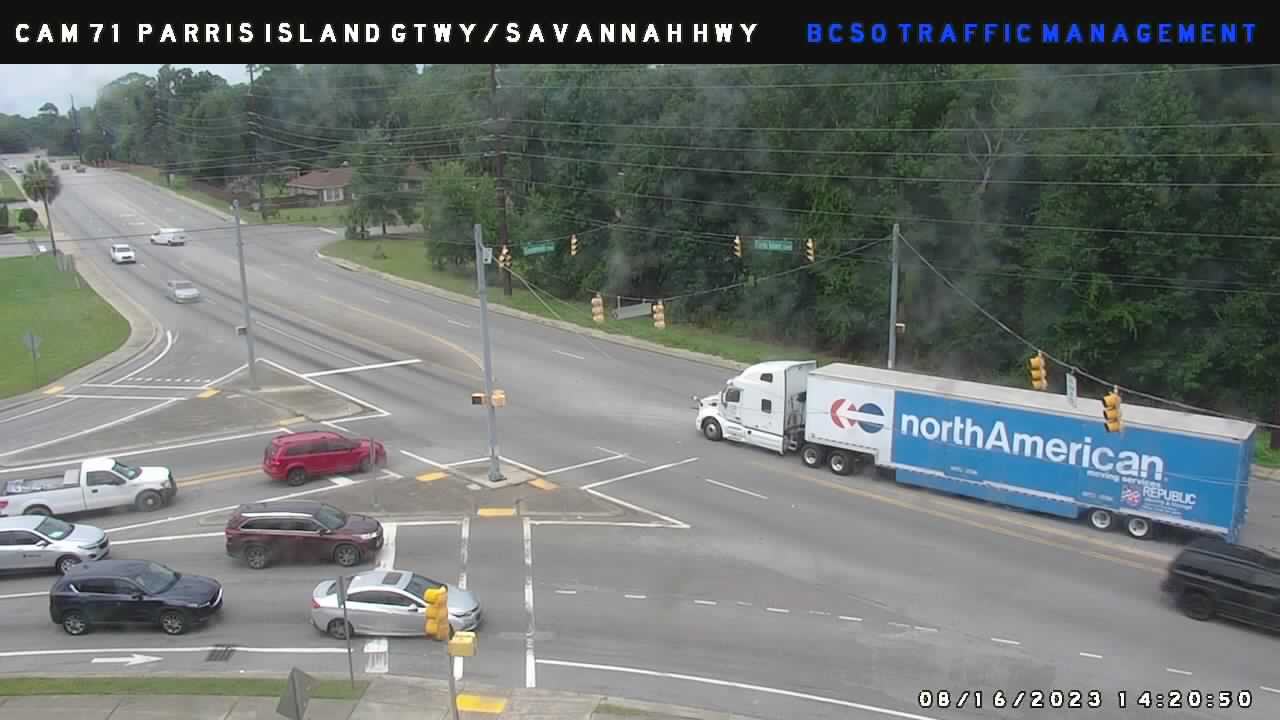 CAM 71 PARRIS ISLAND GTWY/SAVANNAH HWY
BCSO TRAFFIC MANAGEMENT
northAmerican
moving services
REPUBLIC
08/16/2023 14:20:50